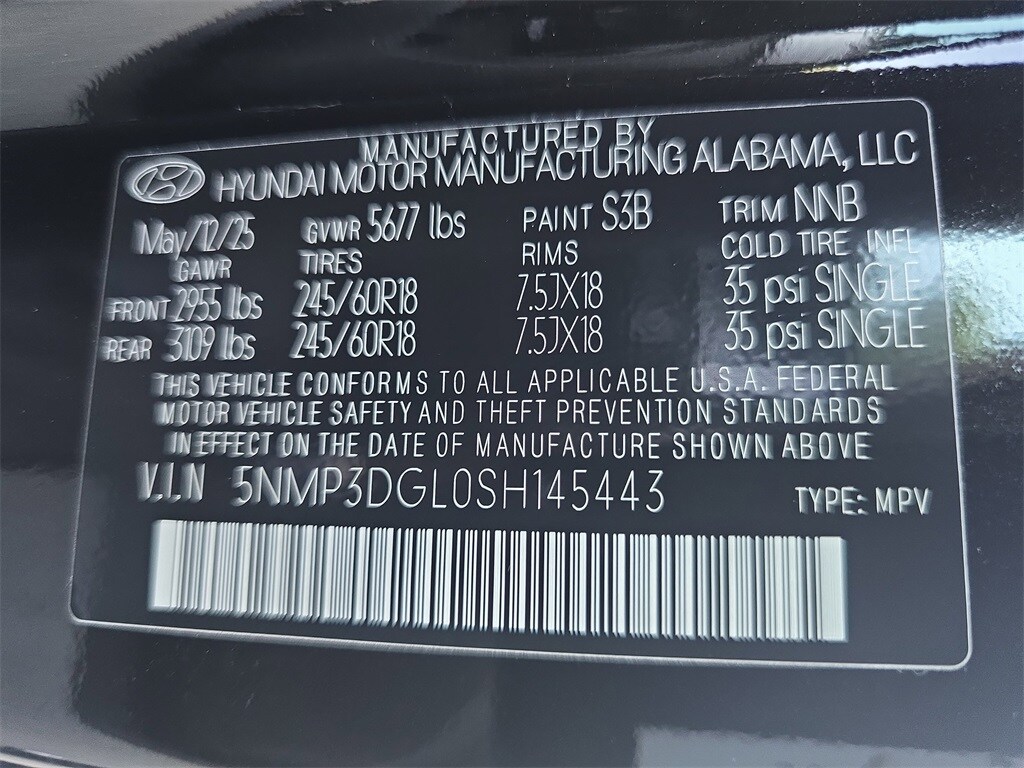 MANUFACTURED BY
HYUNDAI MOTOR MANUFACTURING ALABAMA, LLC
May/12/25 GVWR 5677 lbs PAINT S3B TRIM NNB
GAWR TIRES RIMS COLD TIRE INFL
FRONT 2955 lbs 245/60R18 7.5JX18 35 psi SINGLE
REAR 3109 lbs 245/60R18 7.5JX18 35 psi SINGLE
THIS VEHICLE CONFORMS TO ALL APPLICABLE U.S.A. FEDERAL
MOTOR VEHICLE SAFETY AND THEFT PREVENTION STANDARDS
IN EFFECT ON THE DATE OF MANUFACTURE SHOWN ABOVE
V.I.N 5NMP3DGL0SH145443 TYPE: MPV